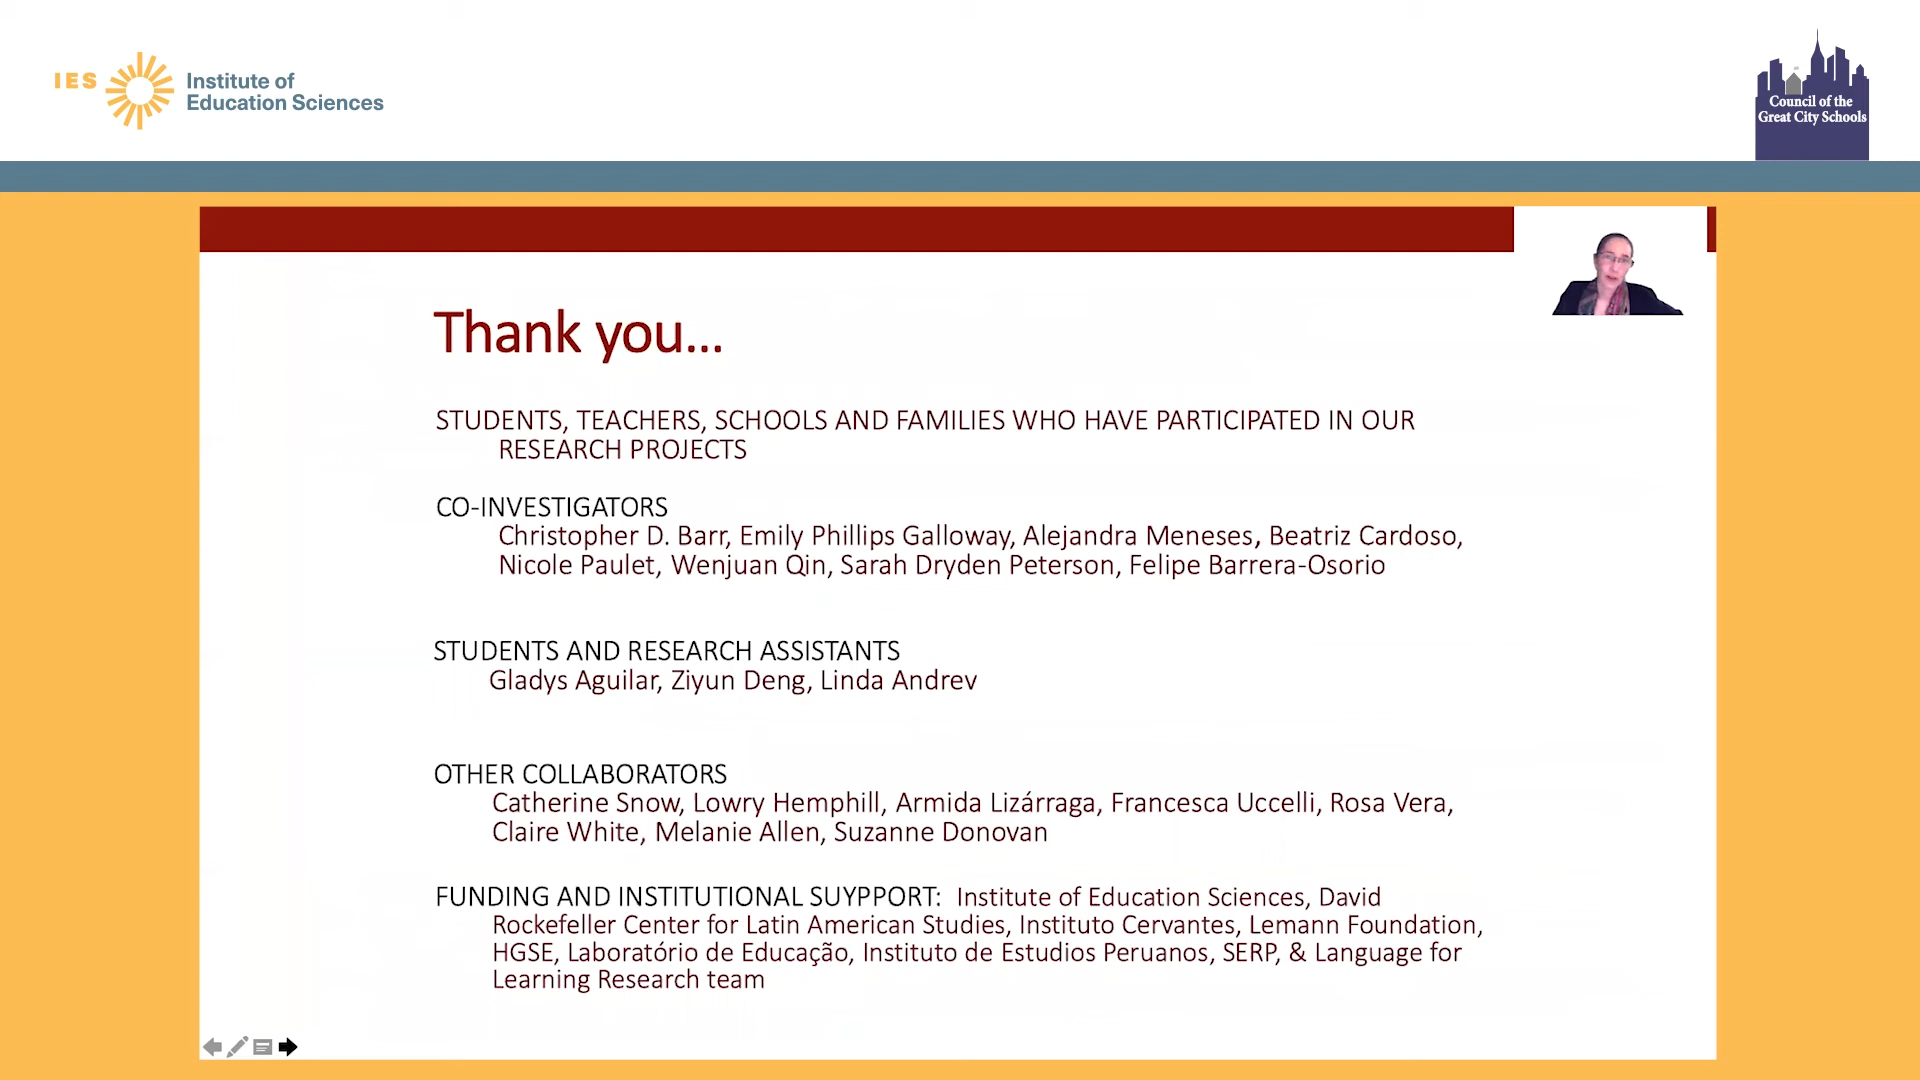 IES
Institute of
Education Sciences
Council of the
Great City Schools
Thank you...
STUDENTS, TEACHERS, SCHOOLS AND FAMILIES WHO HAVE PARTICIPATED IN OUR
RESEARCH PROJECTS
CO-INVESTIGATORS
Christopher D. Barr, Emily Phillips Galloway, Alejandra Meneses, Beatriz Cardoso,
Nicole Paulet, Wenjuan Qin, Sarah Dryden Peterson, Felipe Barrera-Osorio
STUDENTS AND RESEARCH ASSISTANTS
Gladys Aguilar, Ziyun Deng, Linda Andrev
OTHER COLLABORATORS
Catherine Snow, Lowry Hemphill, Armida Lizárraga, Francesca Uccelli, Rosa Vera,
Claire White, Melanie Allen, Suzanne Donovan
FUNDING AND INSTITUTIONAL SUYPPORT: Institute of Education Sciences, David
Rockefeller Center for Latin American Studies, Instituto Cervantes, Lemann Foundation,
HGSE, Laboratório de Educação, Instituto de Estudios Peruanos, SERP, & Language for
Learning Research team